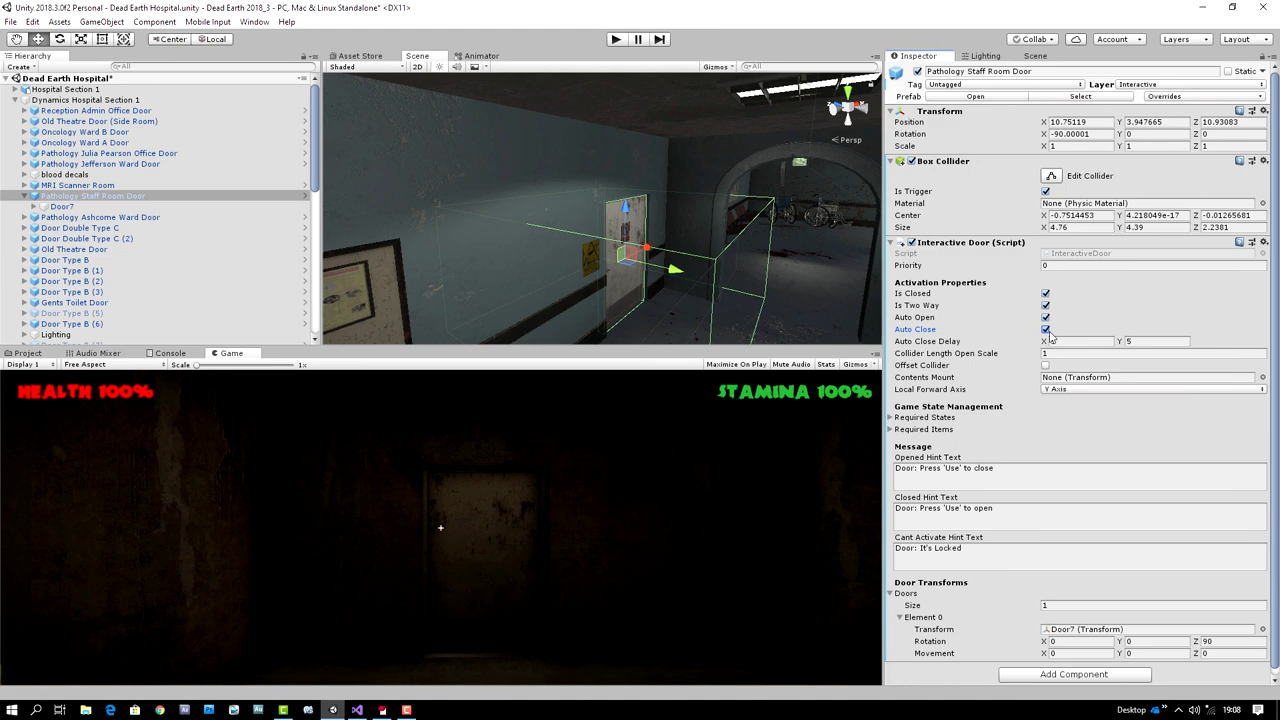 Unity 2018.3.0f2 Personal - Dead Earth Hospital.unity - Dead Earth 2018_3 - PC, Mac & Linux Standalone* <DX11>
File Edit Assets GameObject Component Mobile Input Window Help
Center Local Collab Account Layers Layout
Hierarchy Asset Store Scene Animator Inspector Lighting Scene
Create All Shaded 2D Gizmos All
Dead Earth Hospital*
Hospital Section 1
Dynamics Hospital Section 1
Reception Admin Office Door
Old Theatre Door (Side Room)
Oncology Ward B Door
Oncology Ward A Door
Pathology Julia Pearson Office Door
Pathology Jefferson Ward Door
blood decals
MRI Scanner Room
Pathology Staff Room Door
Door7
Pathology Ashcome Ward Door
Door Double Type C
Door Double Type C (2)
Old Theatre Door
Door Type B
Door Type B (1)
Door Type B (2)
Door Type B (3)
Gents Toilet Door
Door Type B (5)
Door Type B (6)
Lighting
Persp
Project Audio Mixer Console Game
Display 1 Free Aspect Scale 1x Maximize On Play Mute Audio Stats Gizmos
HEALTH 100% STAMINA 100%
Pathology Staff Room Door Static
Tag Untagged Layer Interactive
Prefab Open Select Overrides
Transform
Position X 10.75119 Y 3.947665 Z 10.93083
Rotation X -90.00001 Y 0 Z 0
Scale X 1 Y 1 Z 1
Box Collider
Edit Collider
Is Trigger
Material None (Physic Material)
Center X -0.7514453 Y 4.218049e-17 Z -0.01265681
Size X 4.76 Y 4.39 Z 2.2381
Interactive Door (Script)
Script InteractiveDoor
Priority 0
Activation Properties
Is Closed
Is Two Way
Auto Open
Auto Close
Auto Close Delay X Y 5
Collider Length Open Scale 1
Offset Collider
Contents Mount None (Transform)
Local Forward Axis Y Axis
Game State Management
Required States
Required Items
Message
Opened Hint Text
Door: Press 'Use' to close
Closed Hint Text
Door: Press 'Use' to open
Cant Activate Hint Text
Door: It's Locked
Door Transforms
Doors
Size 1
Element 0
Transform Door7 (Transform)
Rotation X 0 Y 0 Z 90
Movement X 0 Y 0 Z 0
Add Component
Desktop 19:08